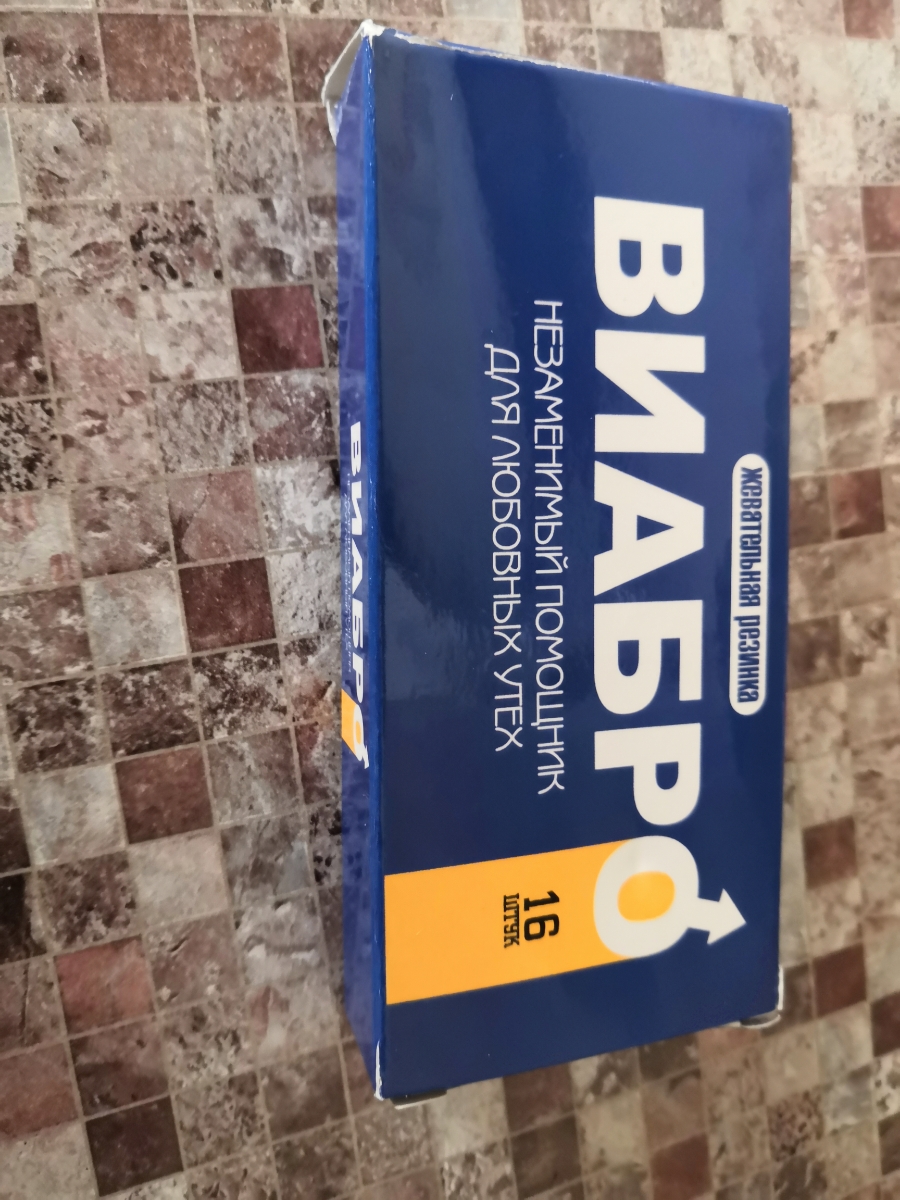 жевательная резинка
ВИАБРО
НЕЗАМЕНИМЫЙ ПОМОЩНИК
ДЛЯ ЛЮБОВНЫХ УТЕХ
16
штук
ВИАБРО